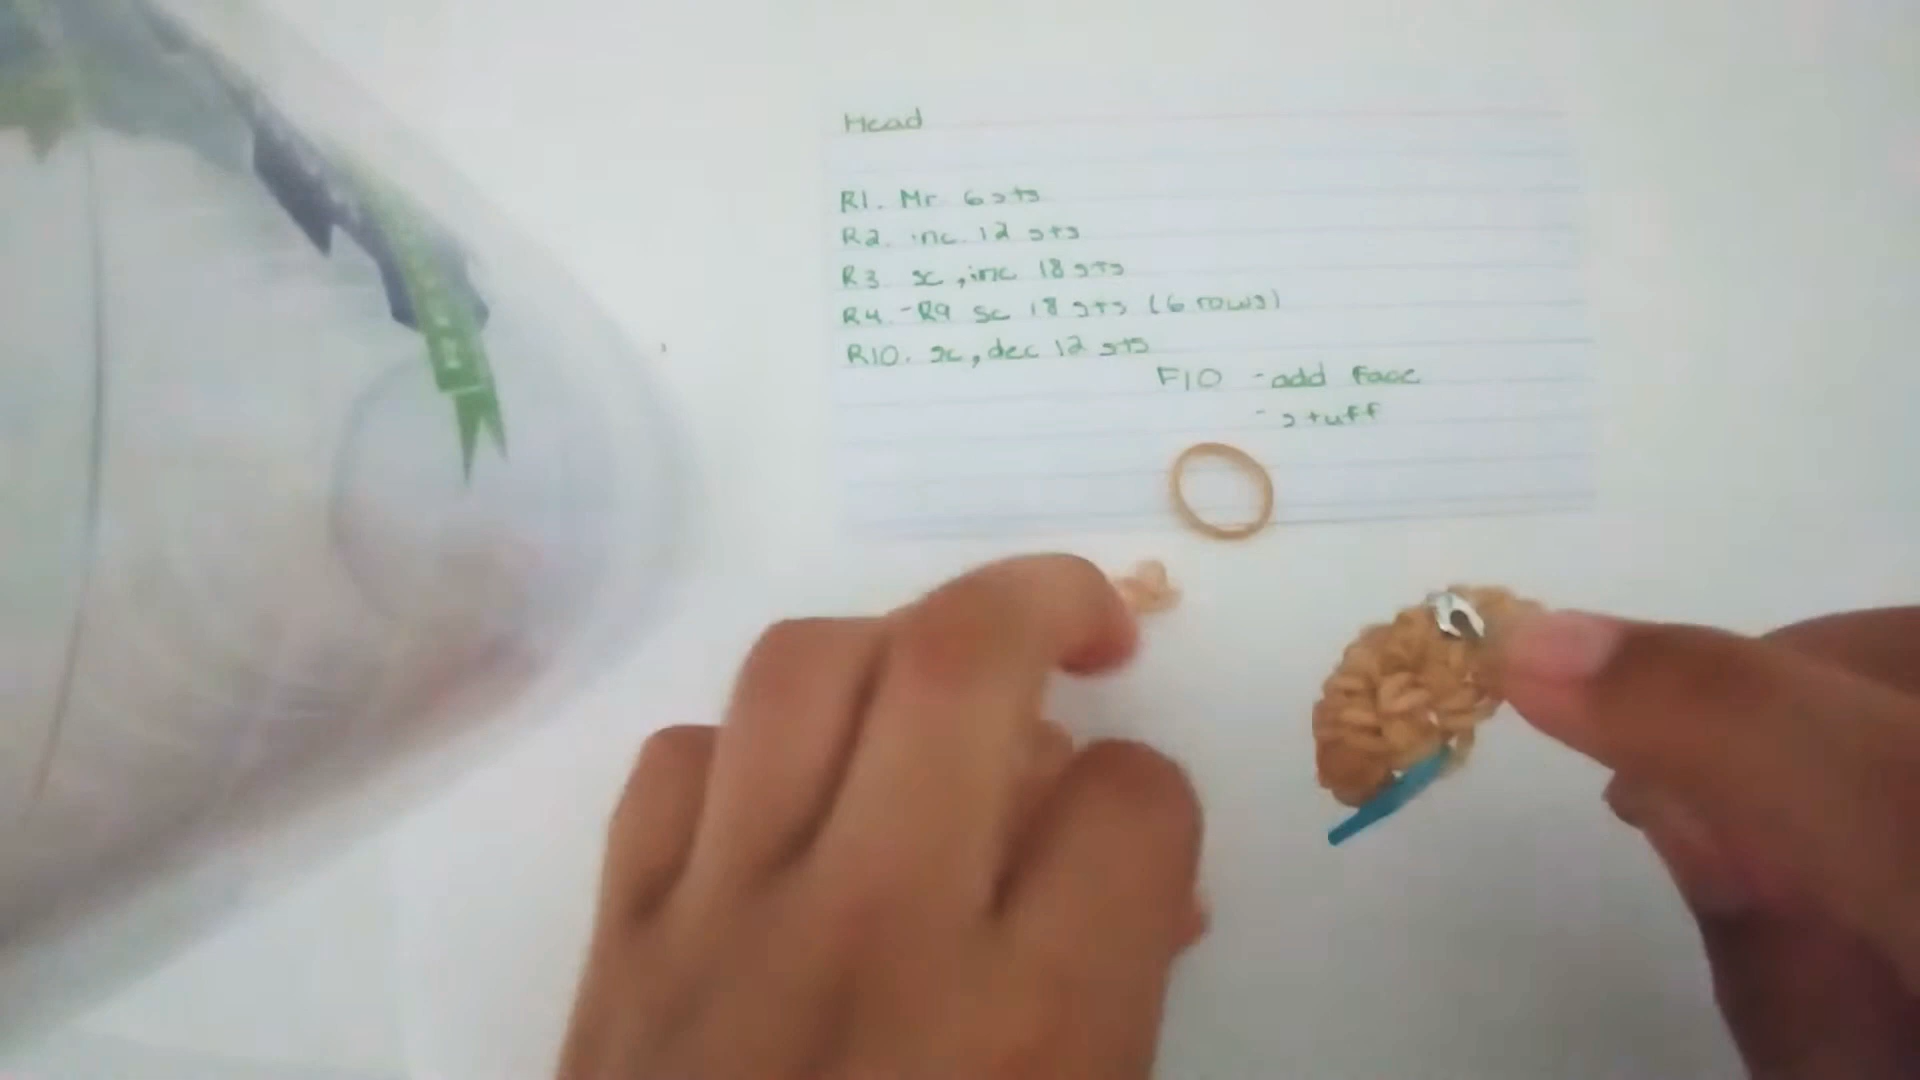 Head
R1. Mr 6 sts
R2. inc. 12 sts
R3 sc, inc 18 sts
R4 - R9 sc 18 sts (6 rows)
R10. sc, dec 12 sts
F10 - add face
- stuff